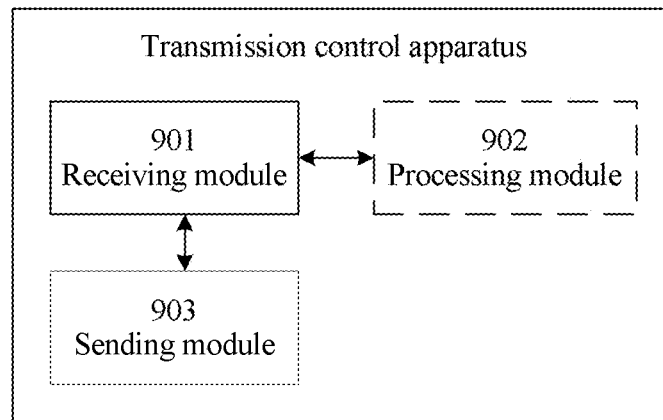 Transmission control apparatus
901
Receiving module
902
Processing module
903
Sending module